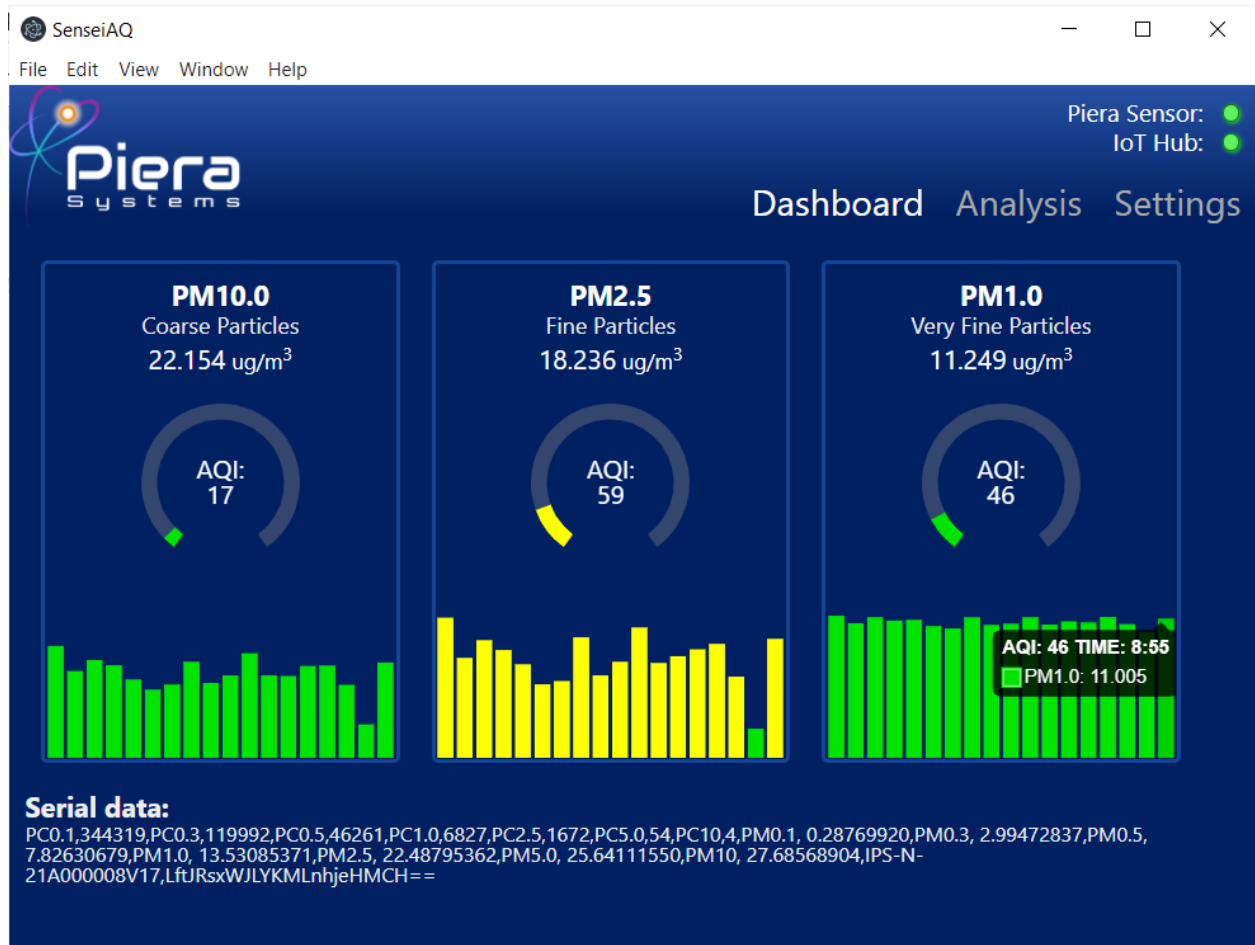 SenseiAQ
File Edit View Window Help
Piera
Systems
Piera Sensor:
IoT Hub:
Dashboard Analysis Settings
PM10.0
Coarse Particles
22.154 ug/m³
AQI:
17
PM2.5
Fine Particles
18.236 ug/m³
AQI:
59
PM1.0
Very Fine Particles
11.249 ug/m³
AQI:
46
AQI: 46 TIME: 8:55
PM1.0: 11.005
Serial data:
PC0.1,344319,PC0.3,119992,PC0.5,46261,PC1.0,6827,PC2.5,1672,PC5.0,54,PC10,4,PM0.1, 0.28769920,PM0.3, 2.99472837,PM0.5,
7.82630679,PM1.0, 13.53085371,PM2.5, 22.48795362,PM5.0, 25.64111550,PM10, 27.68568904,IPS-N-
21A000008V17,LftJRsxWJLYKMLnhjeHMCH==